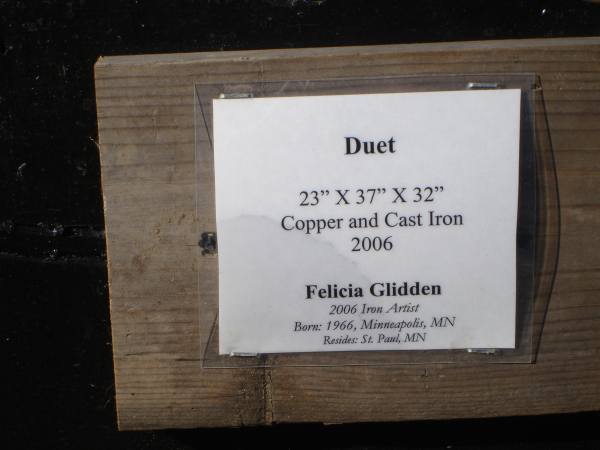 Duet
23” X 37” X 32”
Copper and Cast Iron
2006
Felicia Glidden
2006 Iron Artist
Born: 1966, Minneapolis, MN
Resides: St. Paul, MN